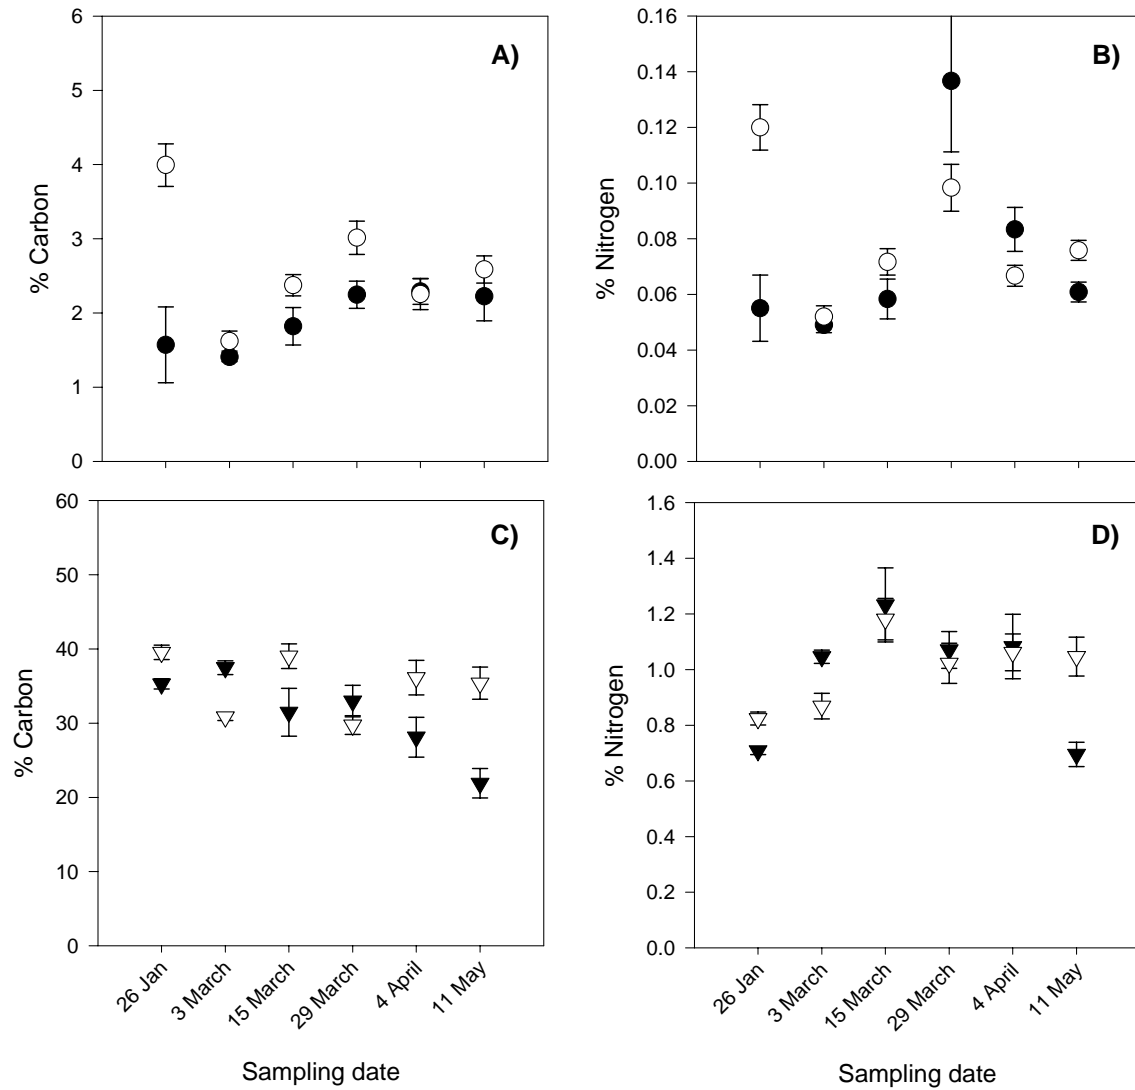 A)
% Carbon
6
5
4
3
2
1
0
B)
% Nitrogen
0.16
0.14
0.12
0.10
0.08
0.06
0.04
0.02
0.00
C)
% Carbon
60
50
40
30
20
10
0
26 Jan
3 March
15 March
29 March
4 April
11 May
Sampling date
D)
% Nitrogen
1.6
1.4
1.2
1.0
0.8
0.6
0.4
0.2
0.0
26 Jan
3 March
15 March
29 March
4 April
11 May
Sampling date